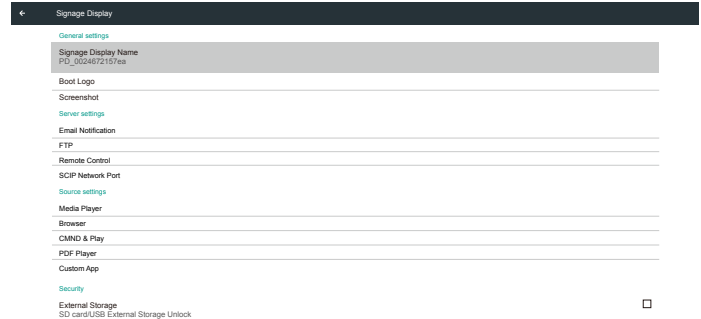 Signage Display
General settings
Signage Display Name
PD_0024672157ea
Boot Logo
Screenshot
Server settings
Email Notification
FTP
Remote Control
SCIP Network Port
Source settings
Media Player
Browser
CMND & Play
PDF Player
Custom App
Security
External Storage
SD card/USB External Storage Unlock